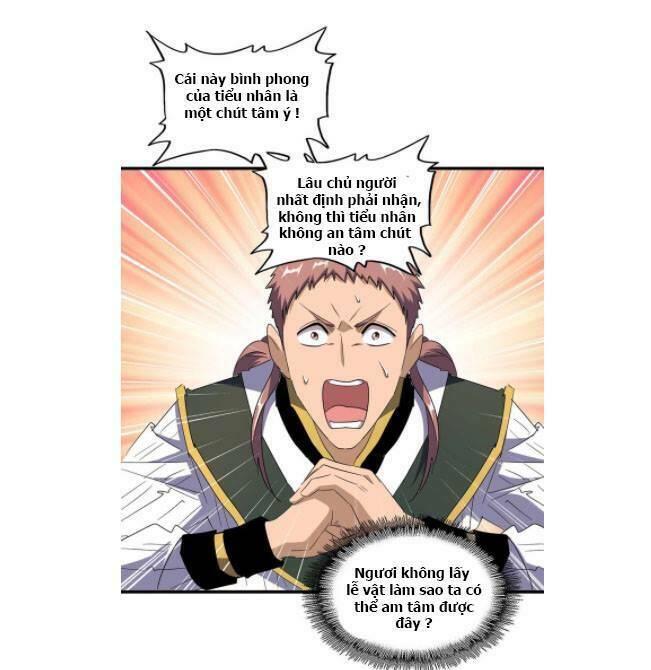 Cái này bình phong
của tiểu nhân là
một chút tâm ý !
Lâu chủ người
nhất định phải nhận,
không thì tiểu nhân
không an tâm chút
nào ?
Ngươi không lấy
lễ vật làm sao ta có
thể am tâm được
đây ?